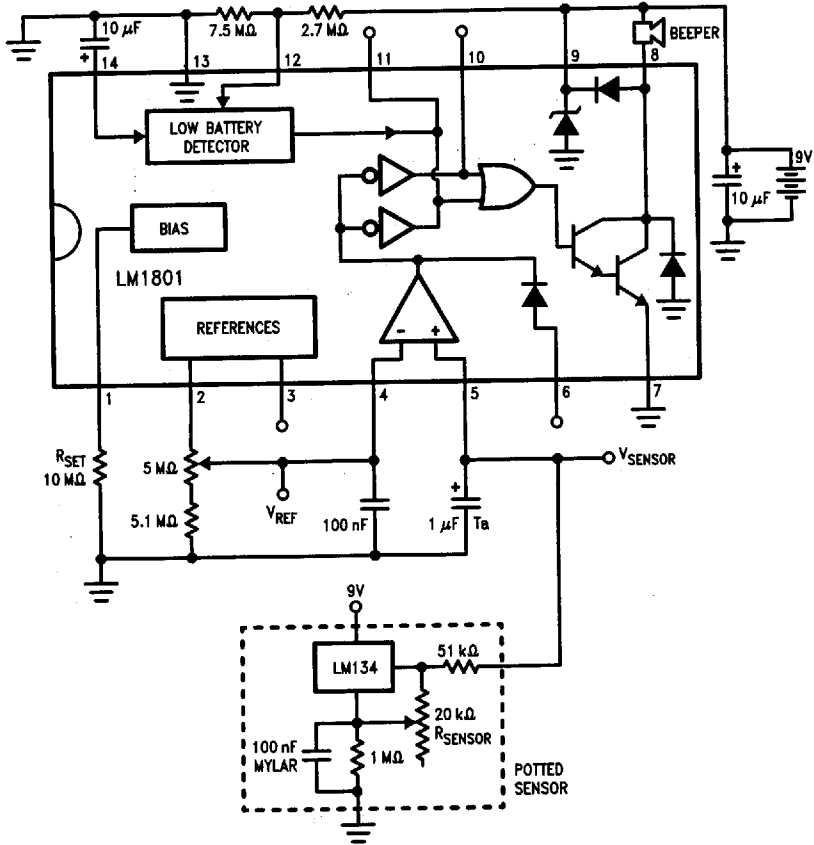 10 μF
7.5 MΩ
2.7 MΩ
BEEPER
+
14
13
12
11
10
9
8
LOW BATTERY
DETECTOR
9V
+
10 μF
BIAS
LM1801
REFERENCES
-
+
1
2
3
4
5
6
7
RSET
10 MΩ
5 MΩ
VREF
VSENSOR
5.1 MΩ
100 nF
+
1 μF Ta
9V
LM134
51 kΩ
20 kΩ
RSENSOR
100 nF
MYLAR
1 MΩ
POTTED
SENSOR